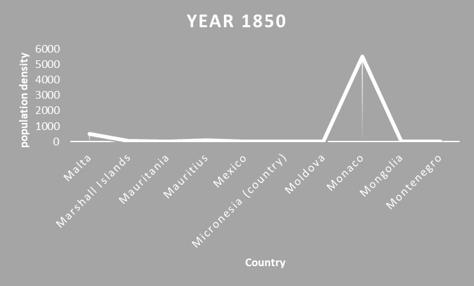 YEAR 1850
population density
6000
5000
4000
3000
2000
1000
0
Malta
Marshall Islands
Mauritania
Mauritius
Mexico
Micronesia (country)
Moldova
Monaco
Mongolia
Montenegro
Country